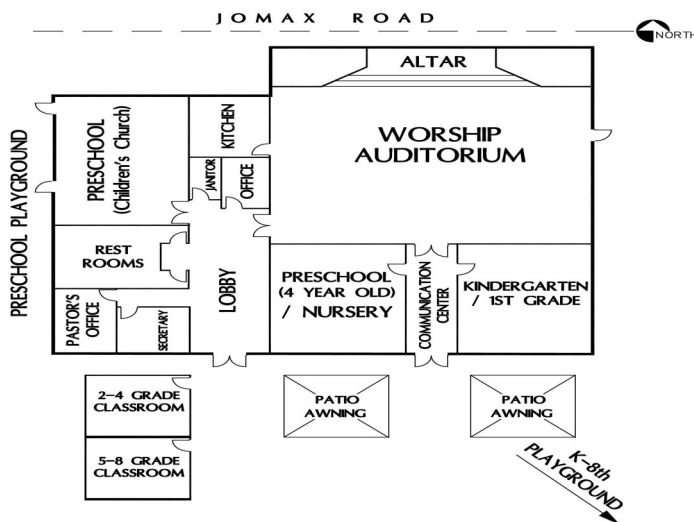 JOMAX ROAD
NORTH
ALTAR
WORSHIP
AUDITORIUM
KITCHEN
PRESCHOOL
(Children's Church)
PRESCHOOL PLAYGROUND
JANITOR
OFFICE
REST
ROOMS
LOBBY
PRESCHOOL
(4 YEAR OLD)
/ NURSERY
COMMUNICATION
CENTER
KINDERGARTEN
/ 1ST GRADE
PASTOR'S
OFFICE
SECRETARY
2-4 GRADE
CLASSROOM
PATIO
AWNING
PATIO
AWNING
5-8 GRADE
CLASSROOM
K-8th
PLAYGROUND